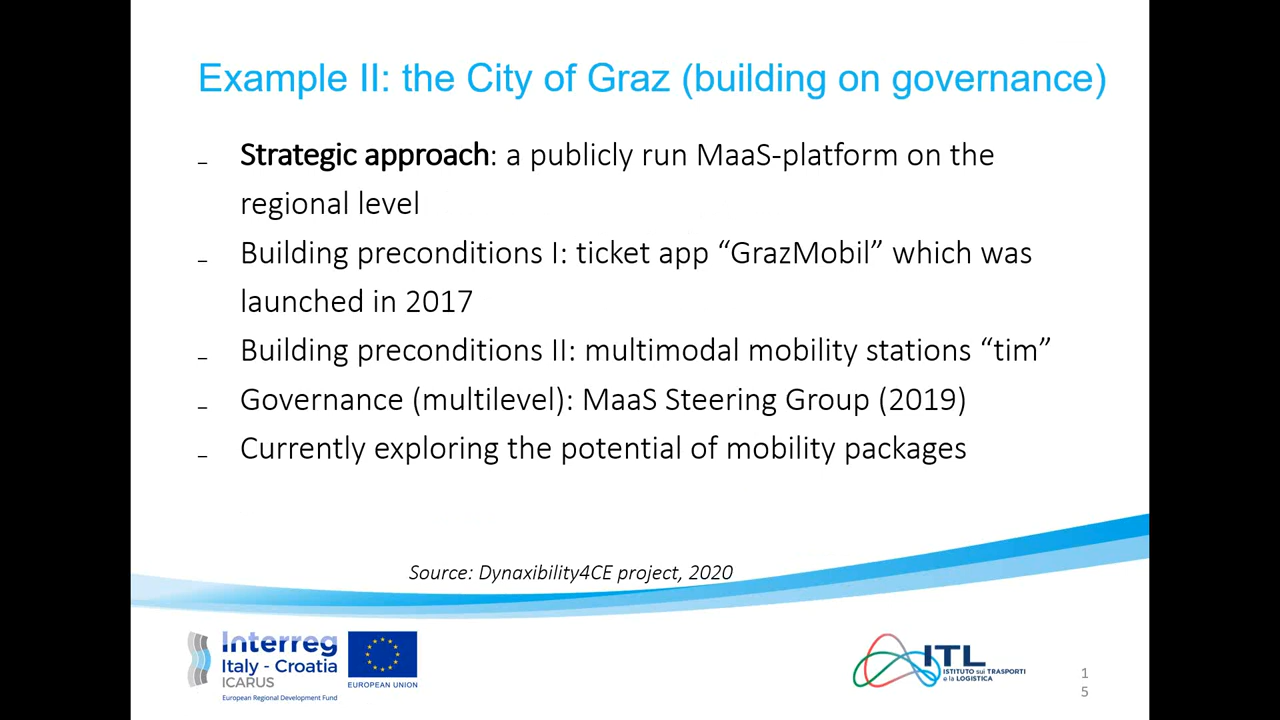 Example II: the City of Graz (building on governance)
– Strategic approach: a publicly run MaaS-platform on the
regional level
– Building preconditions I: ticket app “GrazMobil” which was
launched in 2017
– Building preconditions II: multimodal mobility stations “tim”
– Governance (multilevel): MaaS Steering Group (2019)
– Currently exploring the potential of mobility packages
Source: Dynaxibility4CE project, 2020
Interreg
Italy - Croatia
ICARUS
European Regional Development Fund
EUROPEAN UNION
ITL
ISTITUTO SUI TRASPORTI
e la LOGISTICA
1
5